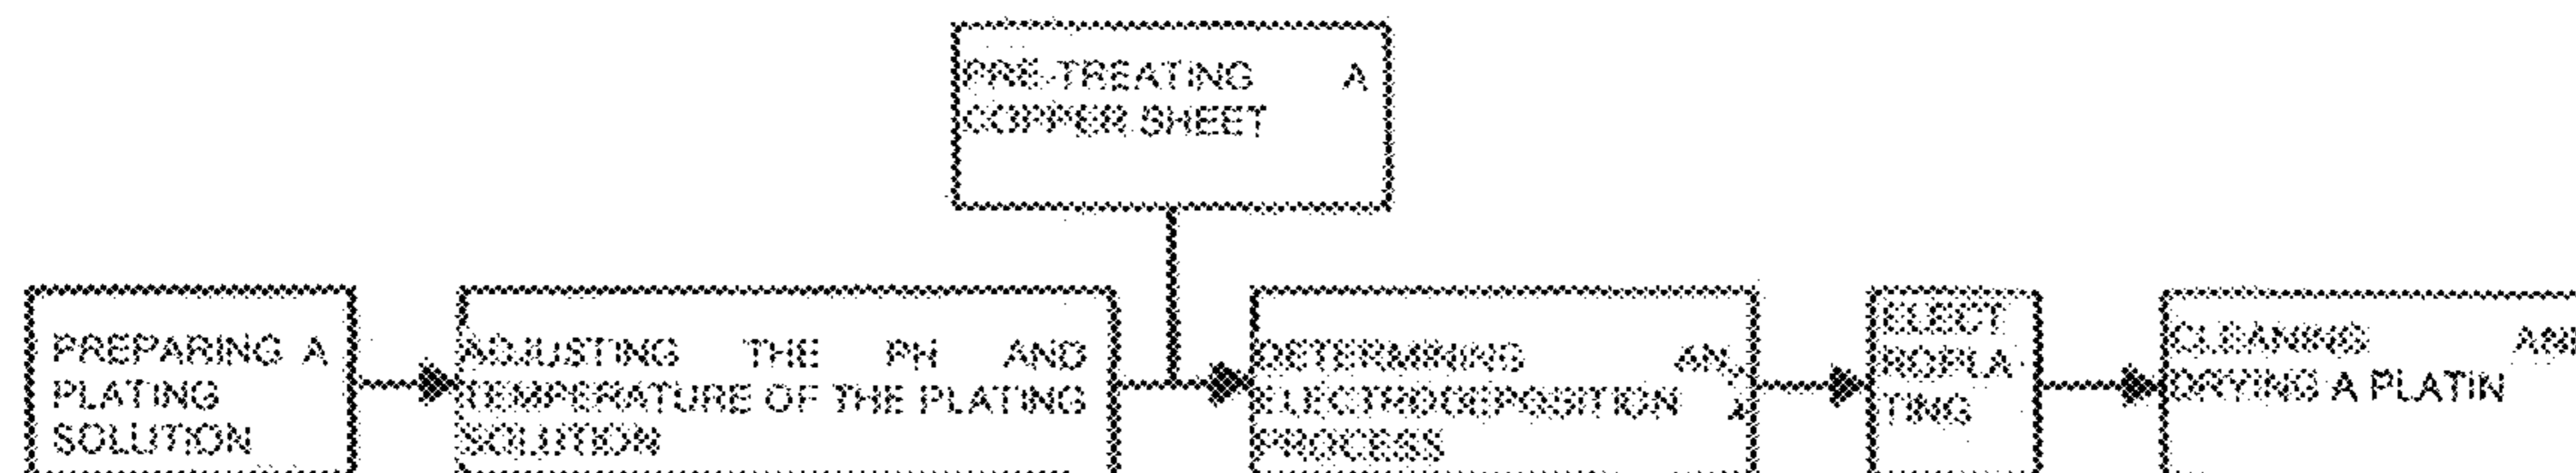 PRE-TREATING A
COPPER SHEET
PREPARING A
PLATING
SOLUTION
ADJUSTING THE PH AND
TEMPERATURE OF THE PLATING
SOLUTION
DETERMINING AN
ELECTRODEPOSITION
PROCESS
ELECT
ROPLA
TING
CLEANING
DRYING A PLATIN